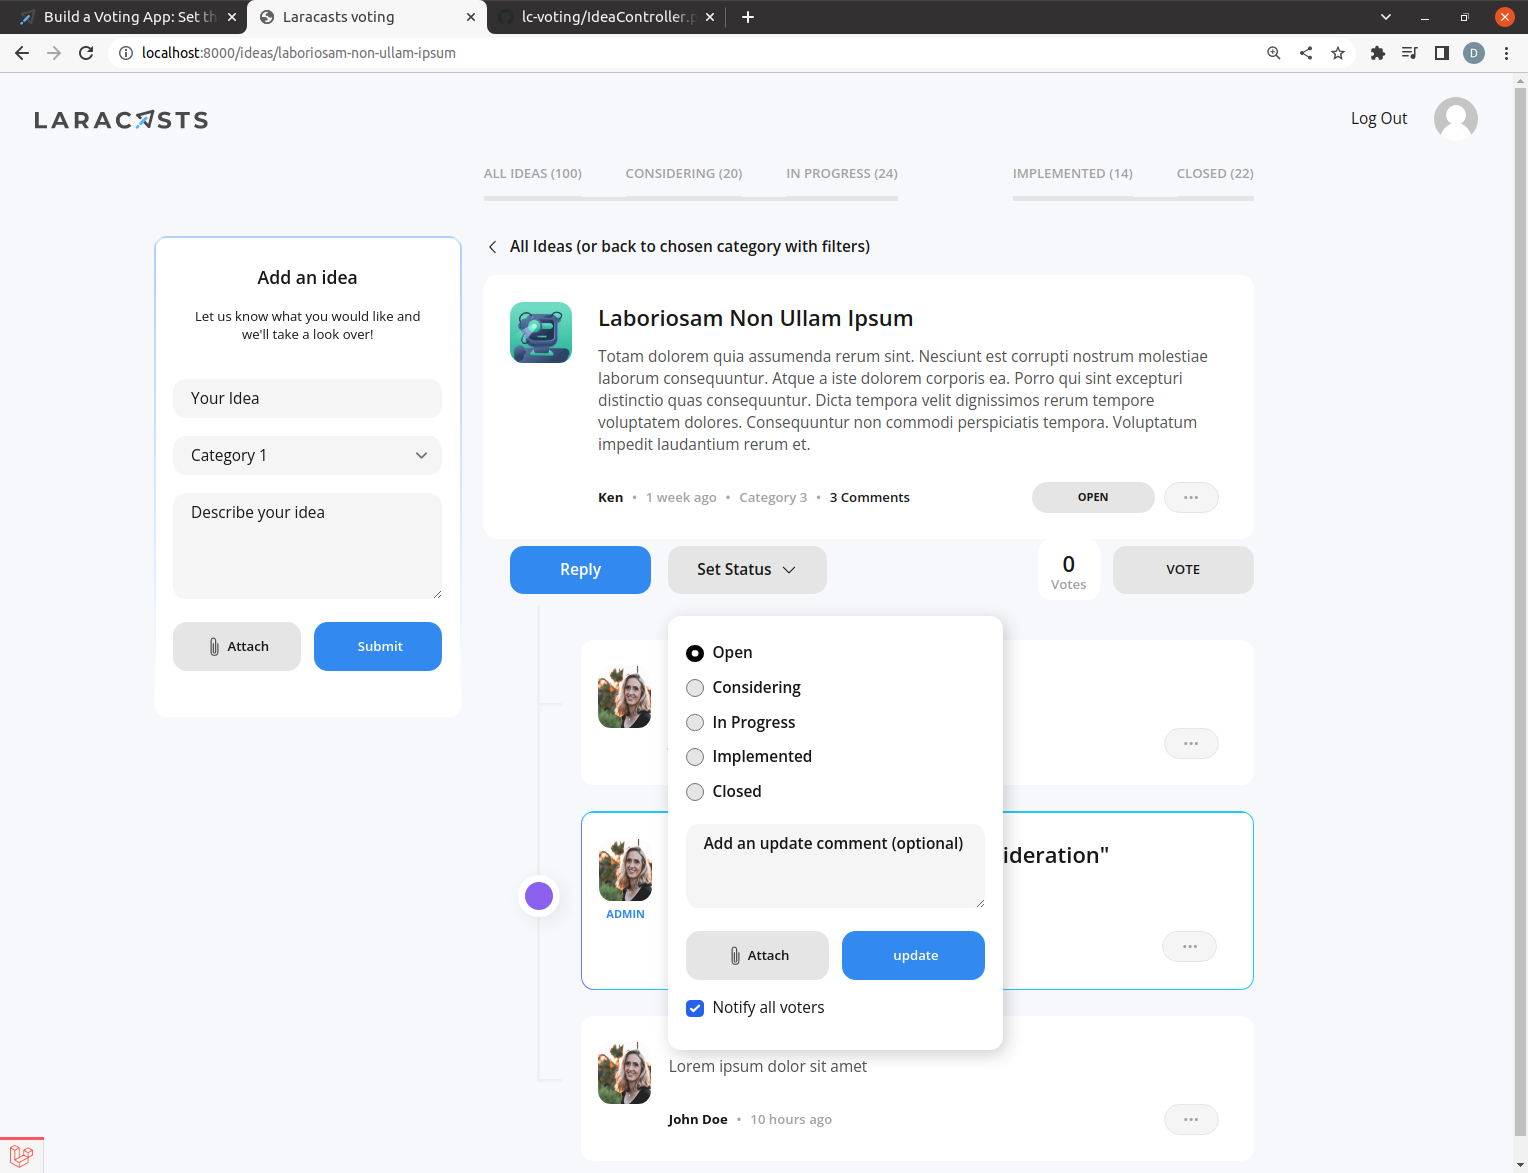 Build a Voting App: Set th
Laracasts voting
lc-voting/IdeaController.p
localhost:8000/ideas/laboriosam-non-ullam-ipsum
D
LARACASTS
Log Out
ALL IDEAS (100)
CONSIDERING (20)
IN PROGRESS (24)
IMPLEMENTED (14)
CLOSED (22)
Add an idea
Let us know what you would like and
we'll take a look over!
Your Idea
Category 1
Describe your idea
Attach
Submit
All Ideas (or back to chosen category with filters)
Laboriosam Non Ullam Ipsum
Totam dolorem quia assumenda rerum sint. Nesciunt est corrupti nostrum molestiae
laborum consequuntur. Atque a iste dolorem corporis ea. Porro qui sint excepturi
distinctio quas consequuntur. Dicta tempora velit dignissimos rerum tempore
voluptatem dolores. Consequuntur non commodi perspiciatis tempora. Voluptatum
impedit laudantium rerum et.
Ken • 1 week ago • Category 3 • 3 Comments
OPEN
Reply
Set Status
0
Votes
VOTE
Open
Considering
In Progress
Implemented
Closed
Add an update comment (optional)
Attach
update
Notify all voters
ADMIN
ideration"
Lorem ipsum dolor sit amet
John Doe • 10 hours ago